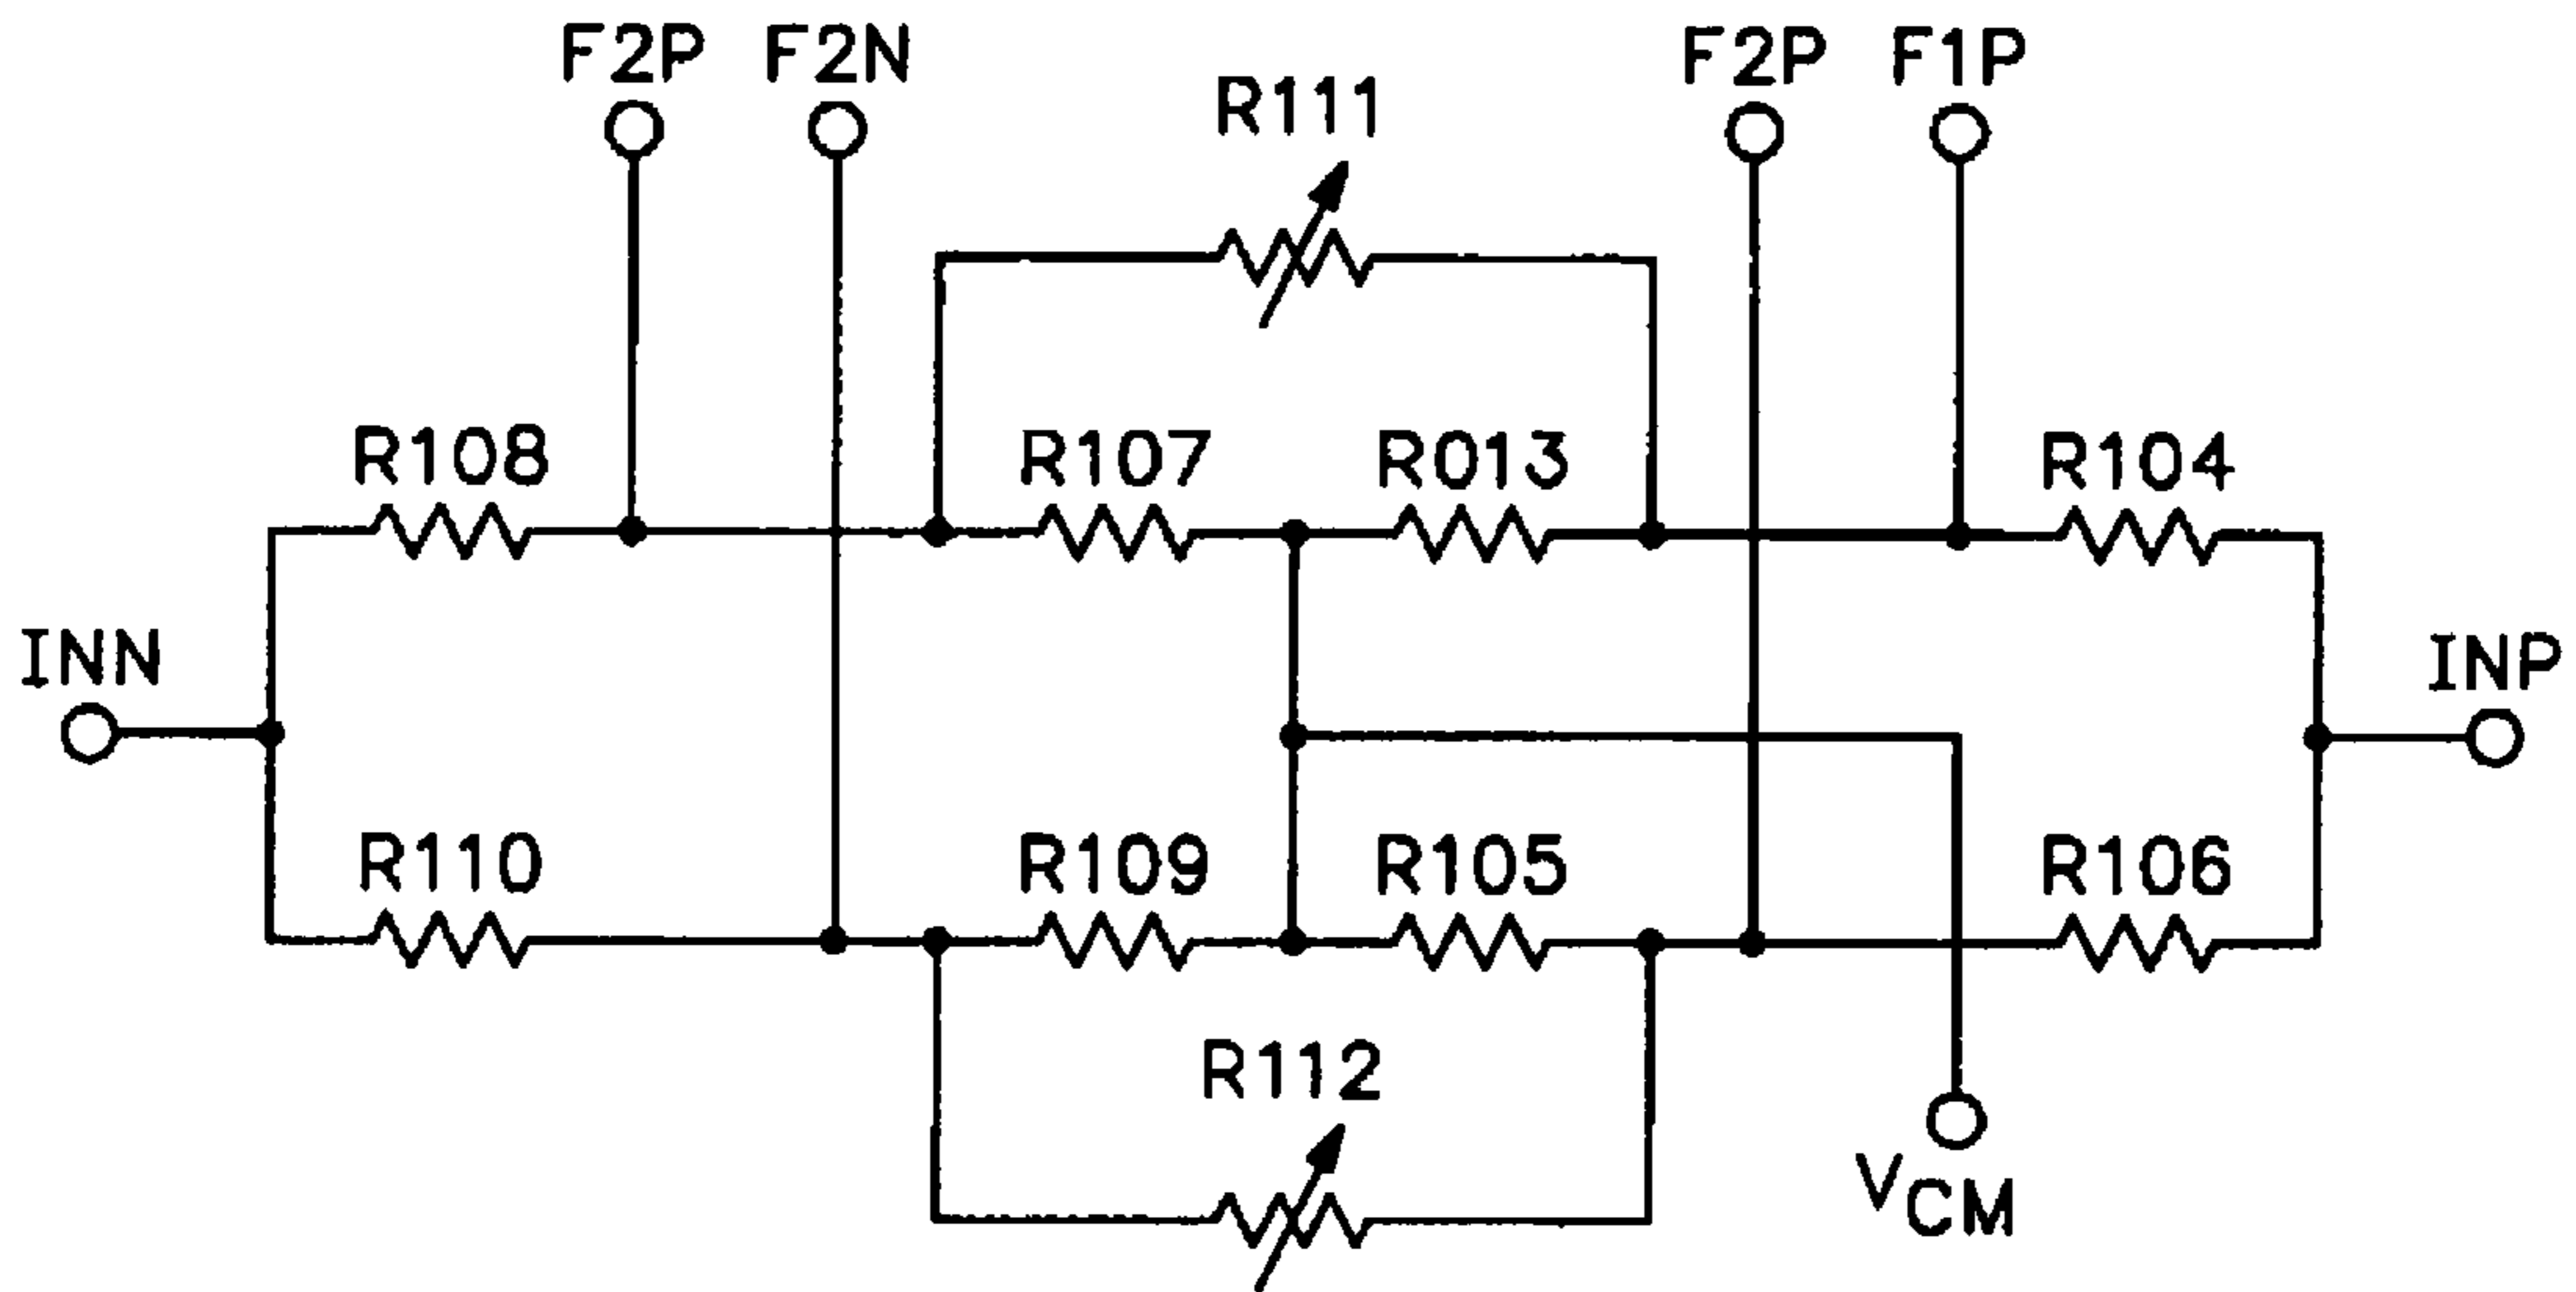 F2P F2N F2P F1P
R111
R108 R107 R013 R104
INN INP
R110 R109 R105 R106
R112
VCM